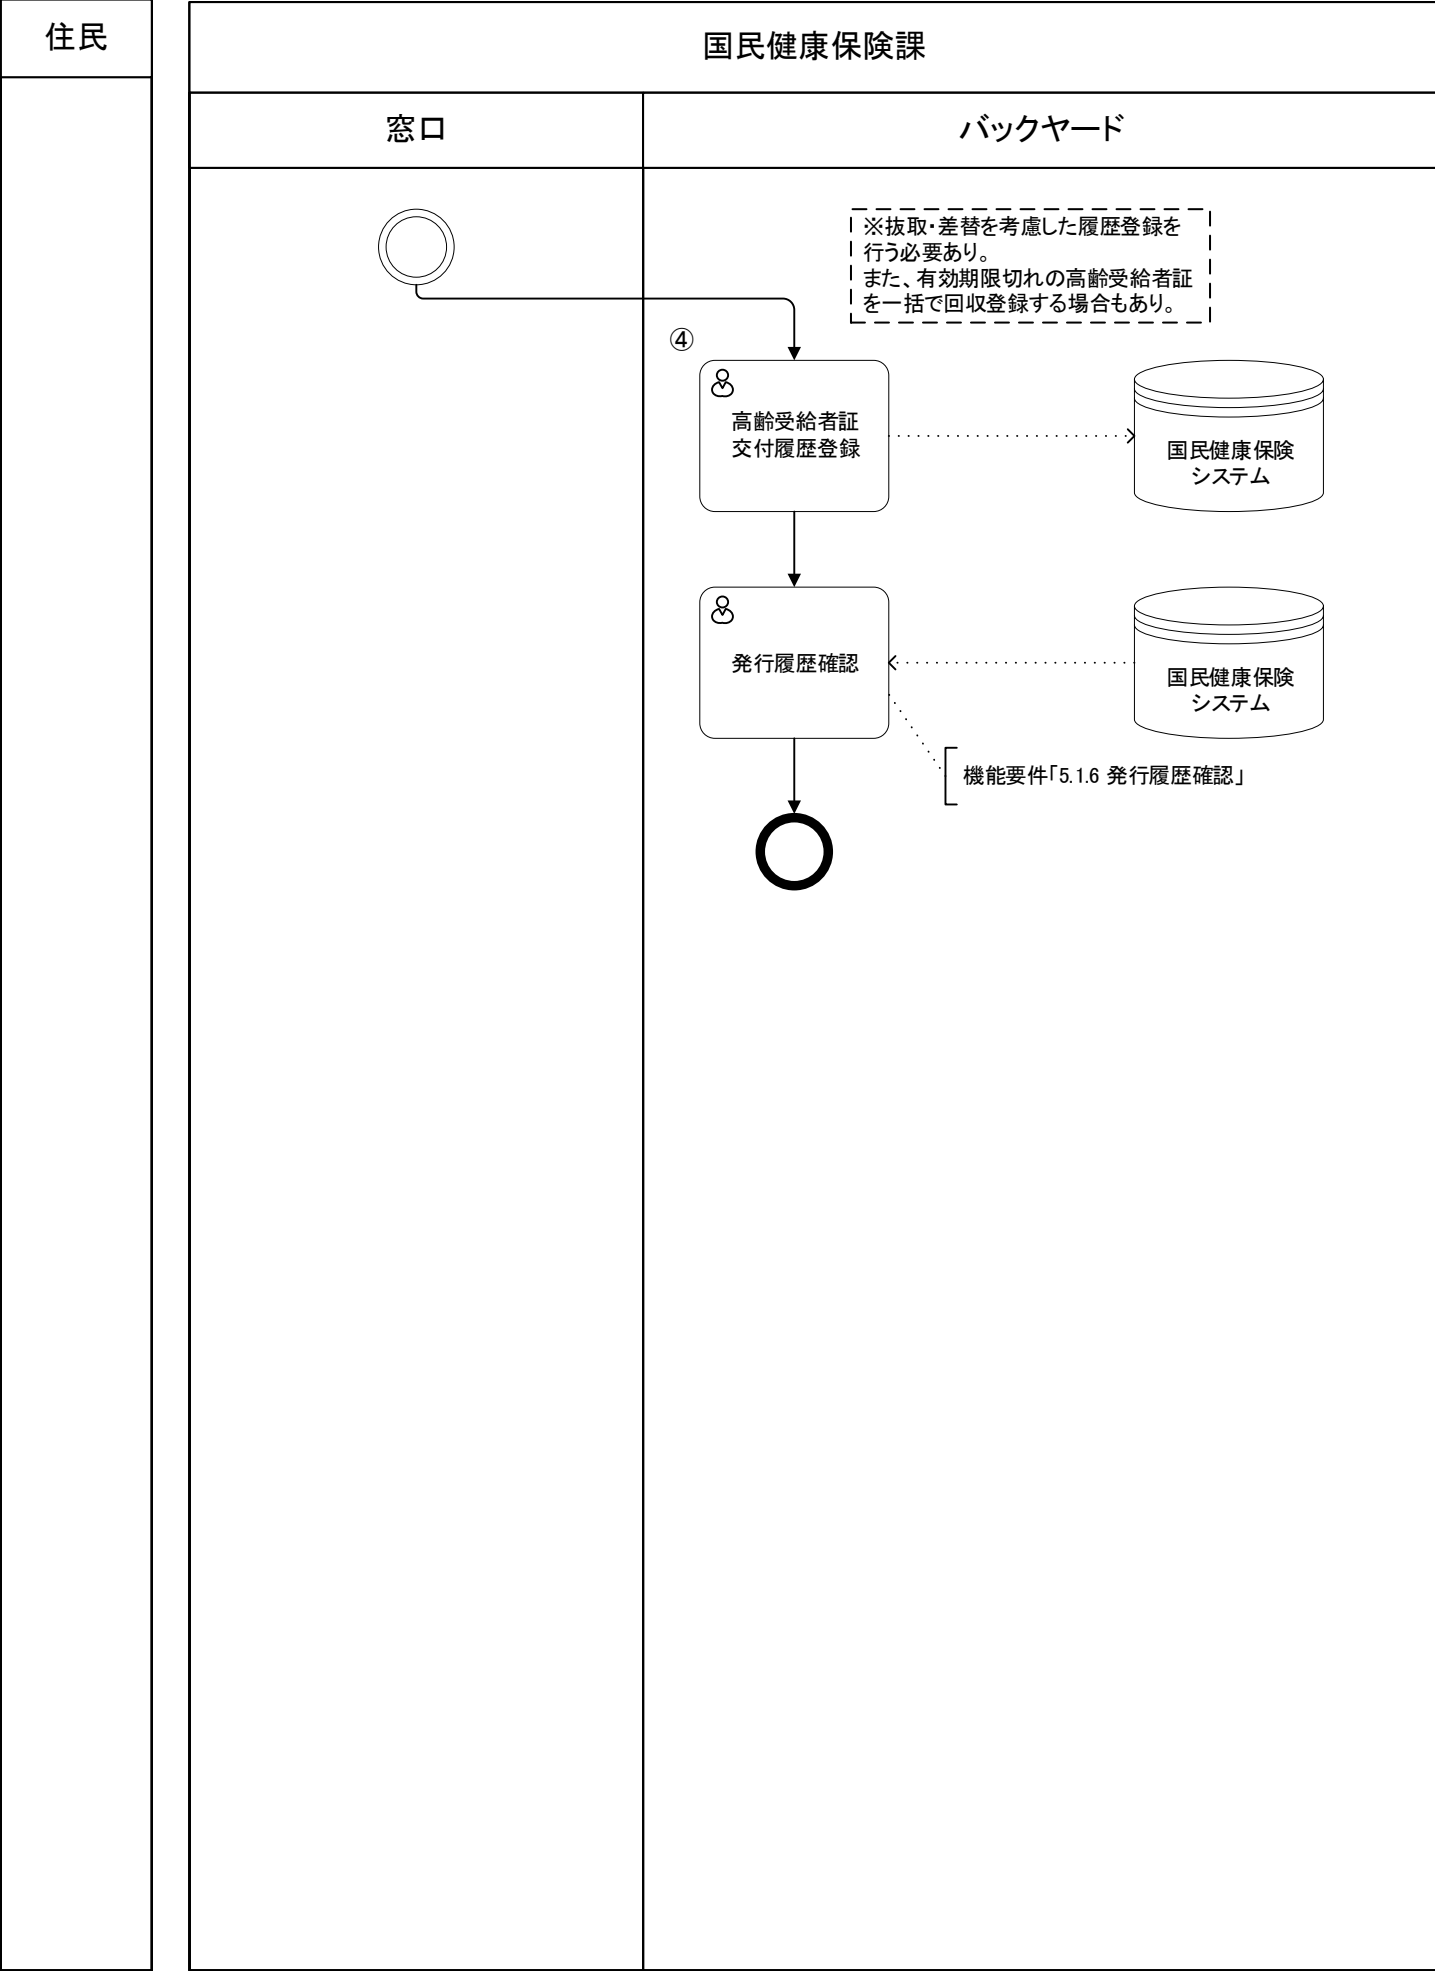 住民
国民健康保険課
窓口
バックヤード
※抜取・差替を考慮した履歴登録を
行う必要あり。
また、有効期限切れの高齢受給者証
を一括で回収登録する場合もあり。
④
高齢受給者証
交付履歴登録
国民健康保険
システム
発行履歴確認
国民健康保険
システム
機能要件「5.1.6 発行履歴確認」